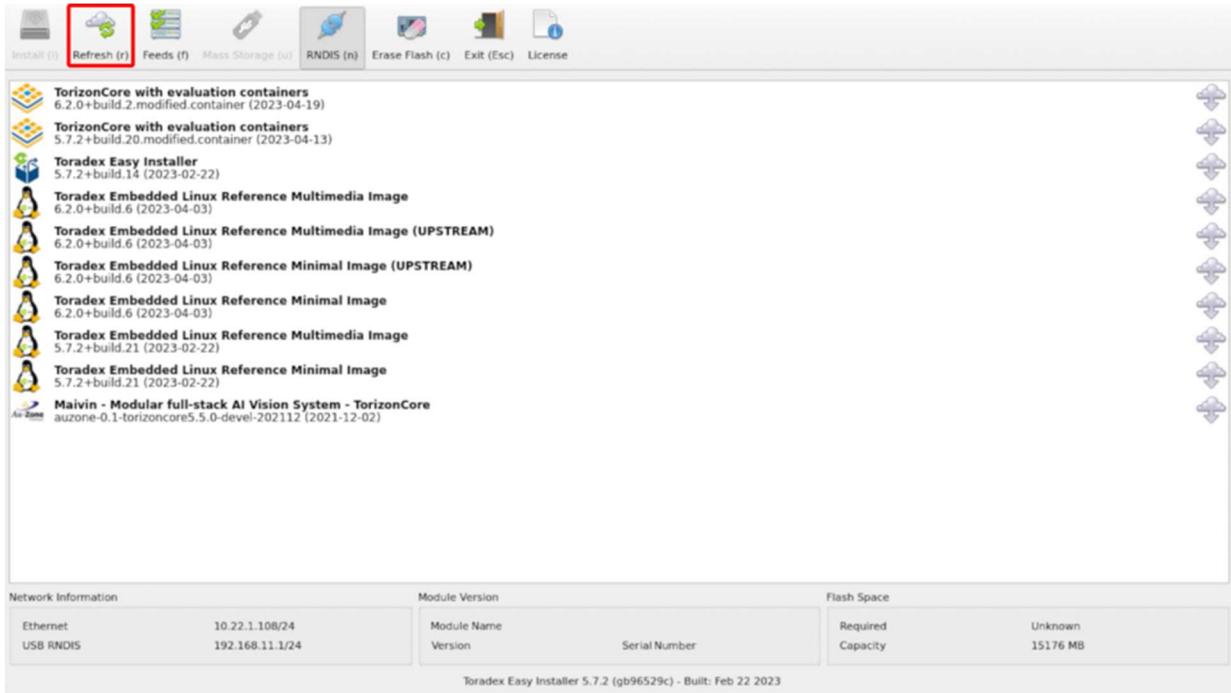 Install (i) Refresh (r) Feeds (f) Mass Storage (u) RNDIS (n) Erase Flash (c) Exit (Esc) License
TorizonCore with evaluation containers
6.2.0+build.2.modified.container (2023-04-19)
TorizonCore with evaluation containers
5.7.2+build.20.modified.container (2023-04-13)
Toradex Easy Installer
5.7.2+build.14 (2023-02-22)
Toradex Embedded Linux Reference Multimedia Image
6.2.0+build.6 (2023-04-03)
Toradex Embedded Linux Reference Multimedia Image (UPSTREAM)
6.2.0+build.6 (2023-04-03)
Toradex Embedded Linux Reference Minimal Image (UPSTREAM)
6.2.0+build.6 (2023-04-03)
Toradex Embedded Linux Reference Minimal Image
6.2.0+build.6 (2023-04-03)
Toradex Embedded Linux Reference Multimedia Image
5.7.2+build.21 (2023-02-22)
Toradex Embedded Linux Reference Minimal Image
5.7.2+build.21 (2023-02-22)
Au-Zone
Maivin - Modular full-stack AI Vision System - TorizonCore
auzone-0.1-torizoncore5.5.0-devel-202112 (2021-12-02)
Network Information Module Version Flash Space
Ethernet 10.22.1.108/24 Module Name Required Unknown
USB RNDIS 192.168.11.1/24 Version Serial Number Capacity 15176 MB
Toradex Easy Installer 5.7.2 (gb96529c) - Built: Feb 22 2023